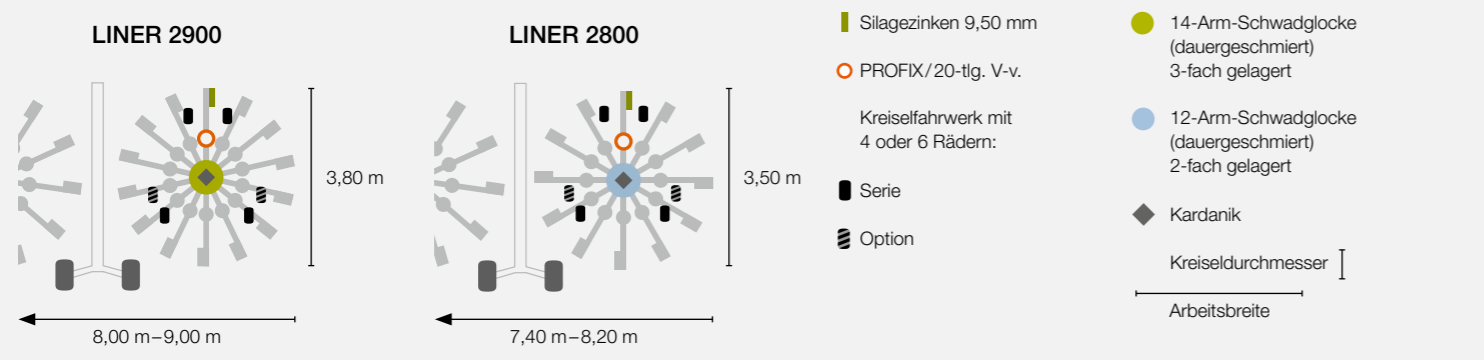 LINER 2900
3,80 m
8,00 m–9,00 m
LINER 2800
3,50 m
7,40 m–8,20 m
Silagezinken 9,50 mm
PROFIX/20-tlg. V-v.
Kreiselfahrwerk mit
4 oder 6 Rädern:
Serie
Option
14-Arm-Schwadglocke
(dauergeschmiert)
3-fach gelagert
12-Arm-Schwadglocke
(dauergeschmiert)
2-fach gelagert
Kardanik
Kreiseldurchmesser
Arbeitsbreite